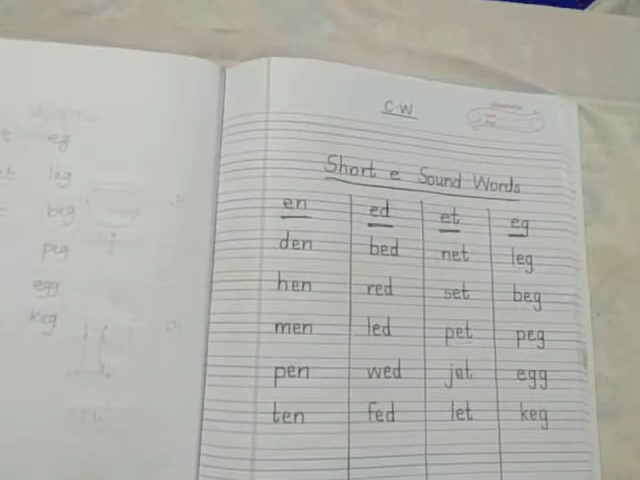 C.W
Short e Sound Words
en ed et eg
den bed net leg
hen red set beg
men led pet peg
pen wed jet egg
ten fed let keg
eg
leg
beg
peg
egg
keg